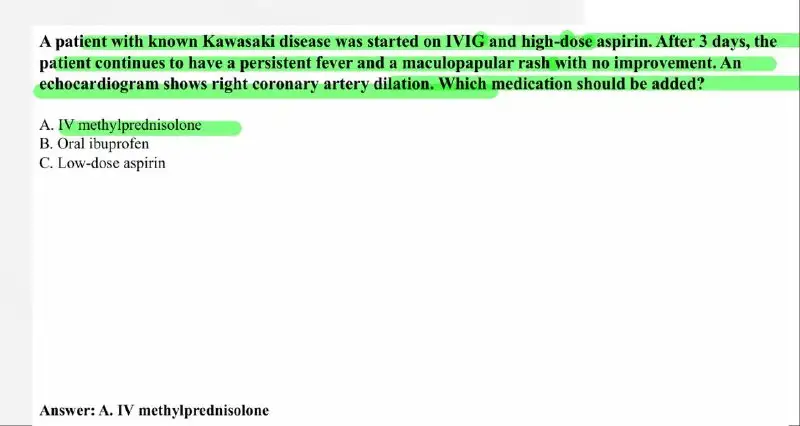 A patient with known Kawasaki disease was started on IVIG and high-dose aspirin. After 3 days, the
patient continues to have a persistent fever and a maculopapular rash with no improvement. An
echocardiogram shows right coronary artery dilation. Which medication should be added?
A. IV methylprednisolone
B. Oral ibuprofen
C. Low-dose aspirin
Answer: A. IV methylprednisolone